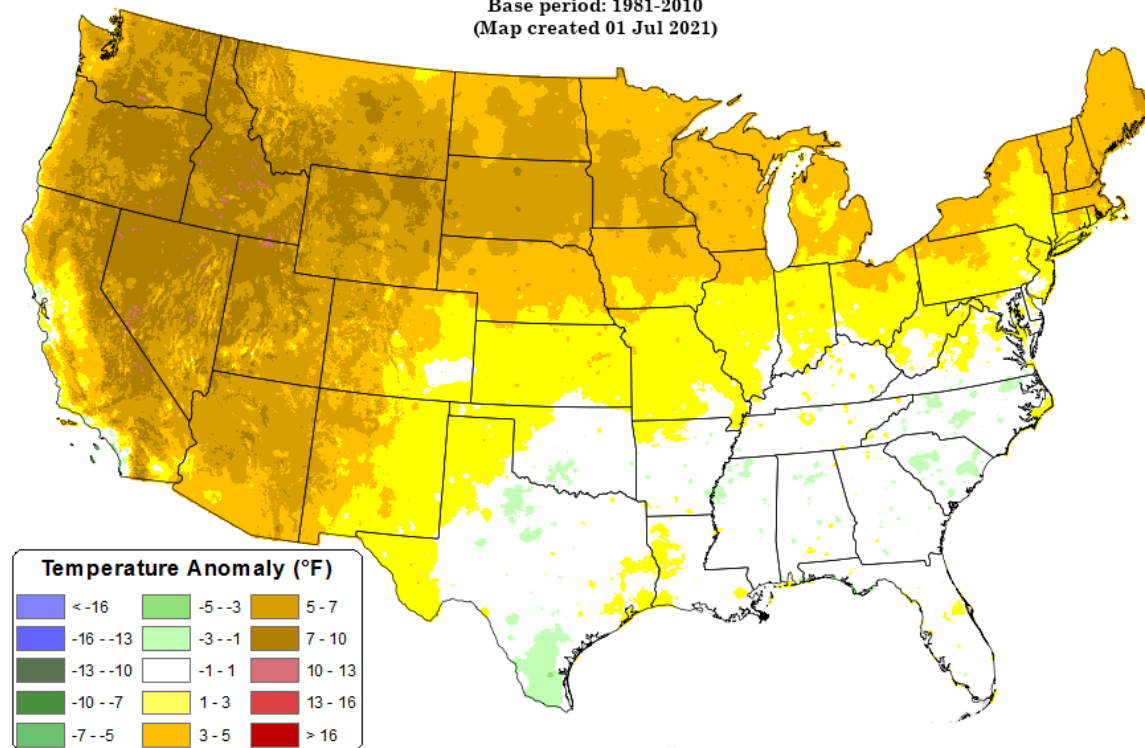 Base period: 1981-2010
(Map created 01 Jul 2021)
Temperature Anomaly (°F)
< -16
-16 - -13
-13 - -10
-10 - -7
-7 - -5
-5 - -3
-3 - -1
-1 - 1
1 - 3
3 - 5
5 - 7
7 - 10
10 - 13
13 - 16
> 16